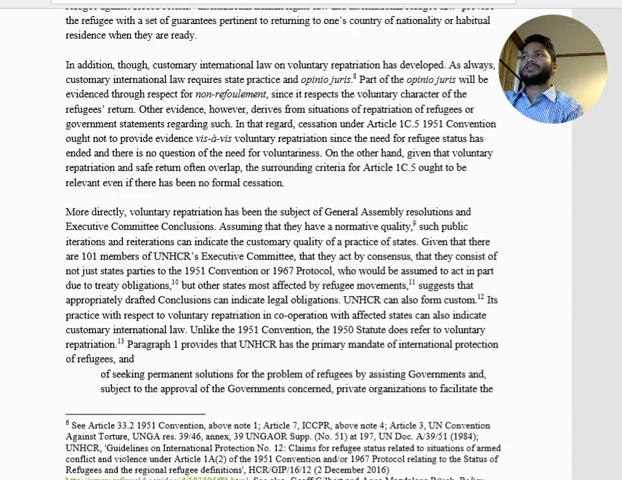 the refugee with a set of guarantees pertinent to returning to one's country of nationality or habitual
residence when they are ready.
In addition, though, customary international law on voluntary repatriation has developed. As always,
customary international law requires state practice and opinio juris.8 Part of the opinio juris will be
evidenced through respect for non-refoulement, since it respects the voluntary character of the
refugees' return. Other evidence, however, derives from situations of repatriation of refugees or
government statements regarding such. In that regard, cessation under Article 1C.5 1951 Convention
ought not to provide evidence vis-à-vis voluntary repatriation since the need for refugee status has
ended and there is no question of the need for voluntariness. On the other hand, given that voluntary
repatriation and safe return often overlap, the surrounding criteria for Article 1C.5 ought to be
relevant even if there has been no formal cessation.
More directly, voluntary repatriation has been the subject of General Assembly resolutions and
Executive Committee Conclusions. Assuming that they have a normative quality,9 such public
iterations and reiterations can indicate the customary quality of a practice of states. Given that there
are 101 members of UNHCR's Executive Committee, that they act by consensus, that they consist of
not just states parties to the 1951 Convention or 1967 Protocol, who would be assumed to act in part
due to treaty obligations,10 but other states most affected by refugee movements,11 suggests that
appropriately drafted Conclusions can indicate legal obligations. UNHCR can also form custom.12 Its
practice with respect to voluntary repatriation in co-operation with affected states can also indicate
customary international law. Unlike the 1951 Convention, the 1950 Statute does refer to voluntary
repatriation.13 Paragraph 1 provides that UNHCR has the primary mandate of international protection
of refugees, and
of seeking permanent solutions for the problem of refugees by assisting Governments and,
subject to the approval of the Governments concerned, private organizations to facilitate the
6 See Article 33.2 1951 Convention, above note 1; Article 7, ICCPR, above note 4; Article 3, UN Convention
Against Torture, UNGA res. 39/46, annex, 39 UNGAOR Supp. (No. 51) at 197, UN Doc. A/39/51 (1984);
UNHCR, 'Guidelines on International Protection No. 12: Claims for refugee status related to situations of armed
conflict and violence under Article 1A(2) of the 1951 Convention and/or 1967 Protocol relating to the Status of
Refugees and the regional refugee definitions', HCR/GIP/16/12 (2 December 2016)